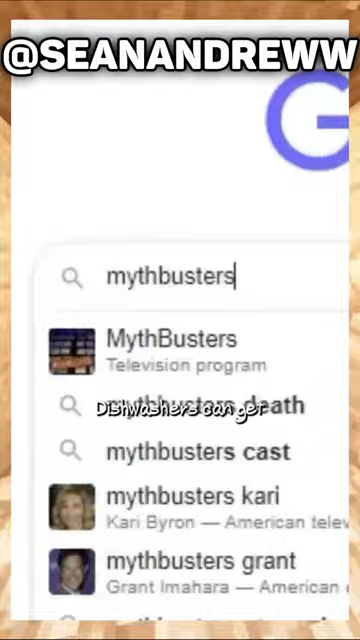 @SEANANDREWW
G
mythbusters
MythBusters
Television program
mythbusters death
Dishwashers can get
mythbusters cast
mythbusters kari
Kari Byron — American telev
mythbusters grant
Grant Imahara — American